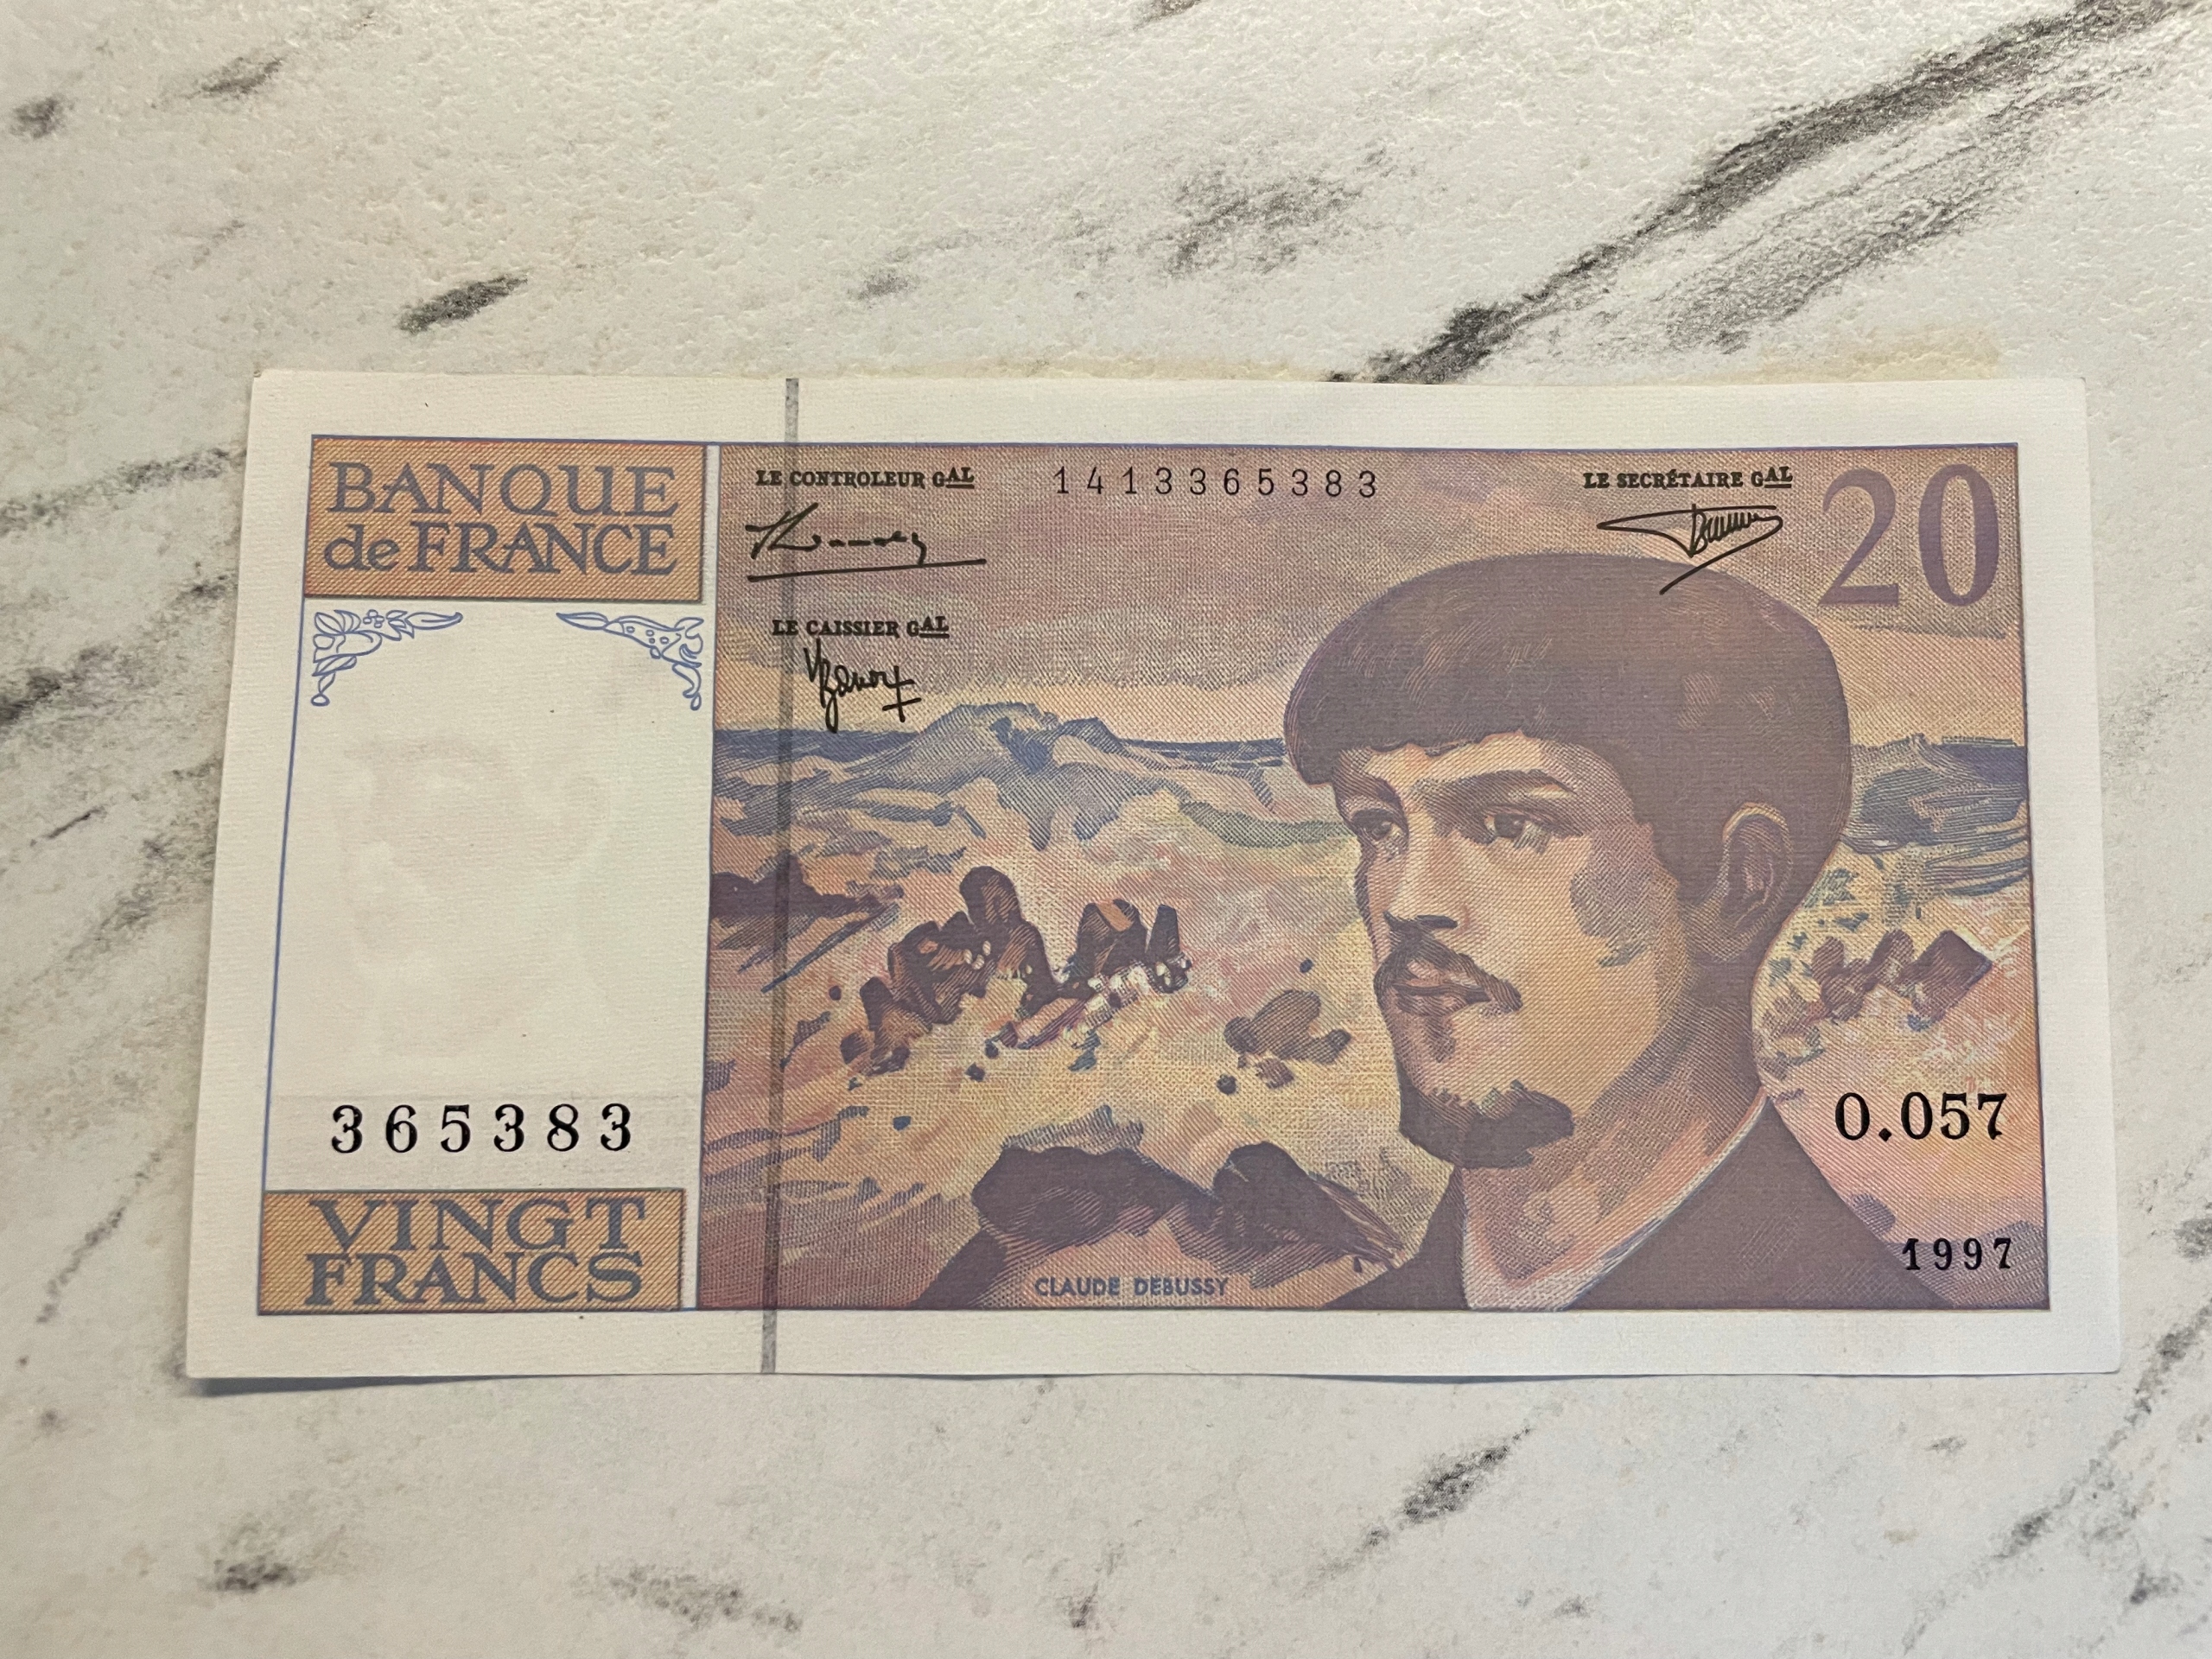 BANQUE
de FRANCE
LE CONTROLEUR GAL
1413365383
LE SECRÉTAIRE GAL
20
LE CAISSIER GAL
365383
0.057
VINGT
FRANCS
CLAUDE DEBUSSY
1997